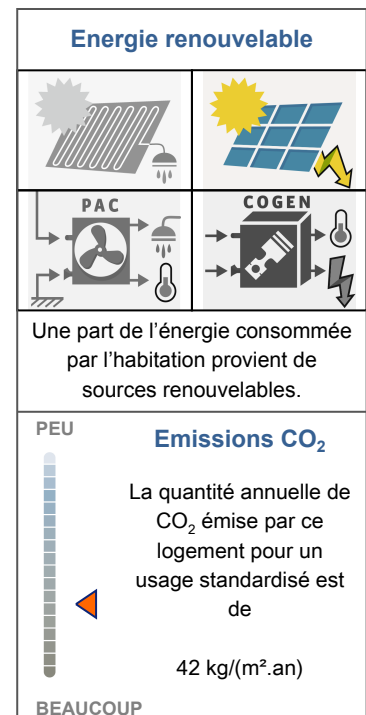 Energie renouvelable
PAC
COGEN
Une part de l'énergie consommée
par l'habitation provient de
sources renouvelables.
PEU
Emissions CO₂
La quantité annuelle de
CO₂ émise par ce
logement pour un
usage standardisé est
de
42 kg/(m².an)
BEAUCOUP